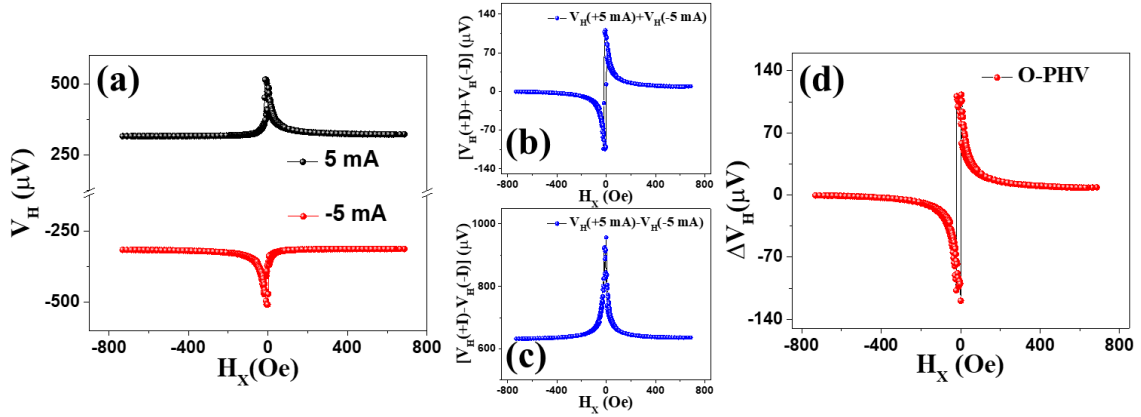 (a)
V_H (μV)
500
250
-250
-500
5 mA
-5 mA
-800
-400
0
400
800
H_X(Oe)
[V_H(+I)+V_H(-I)] (μV)
140
70
0
-70
-140
V_H(+5 mA)+V_H(-5 mA)
(b)
-800
-400
0
400
800
H_X (Oe)
[V_H(+I)-V_H(-I)] (μV)
1000
800
600
V_H(+5 mA)-V_H(-5 mA)
(c)
-800
-400
0
400
800
H_X (Oe)
(d)
ΔV_H(μV)
140
70
0
-70
-140
O-PHV
-800
-400
0
400
800
H_X (Oe)